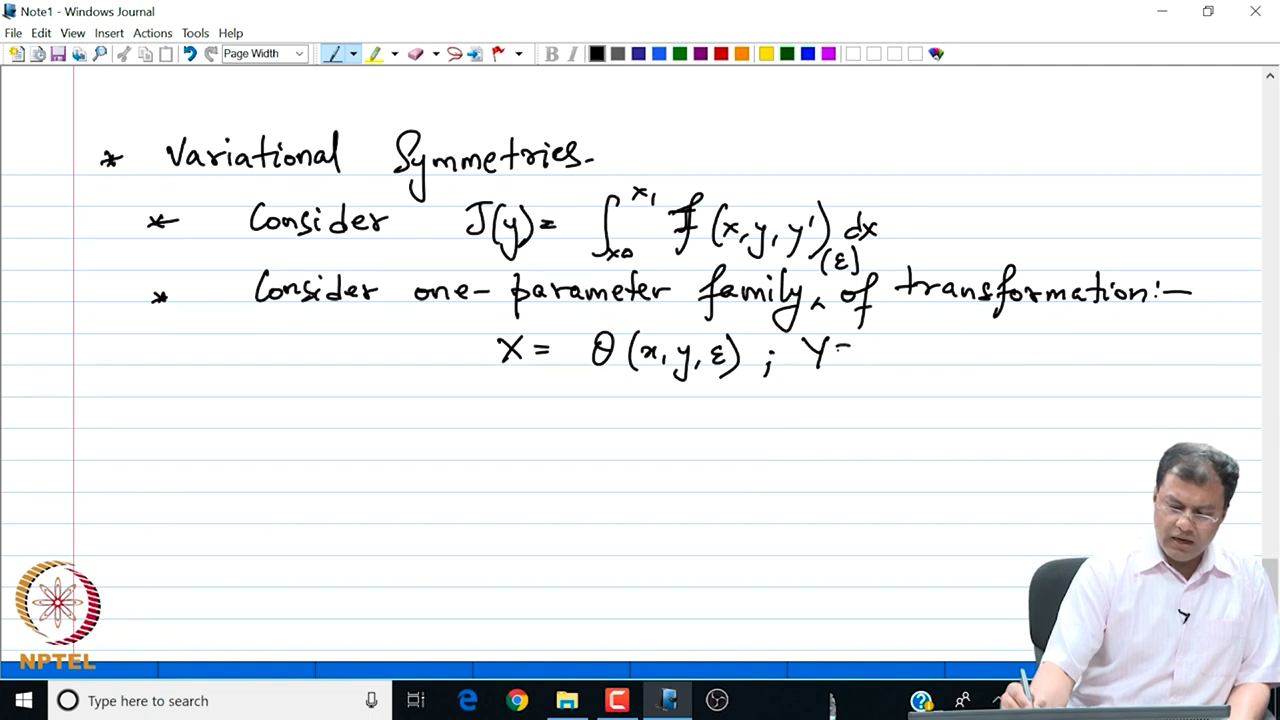 Note1 - Windows Journal
File Edit View Insert Actions Tools Help
Page Width B I
* Variational Symmetries.
* Consider J(y) = ∫_{x0}^{x1} f (x, y, y') dx
(ε)
* Consider one-parameter family ‸ of transformation:-
X = θ (x, y, ε) ; Y =
NPTEL
Type here to search